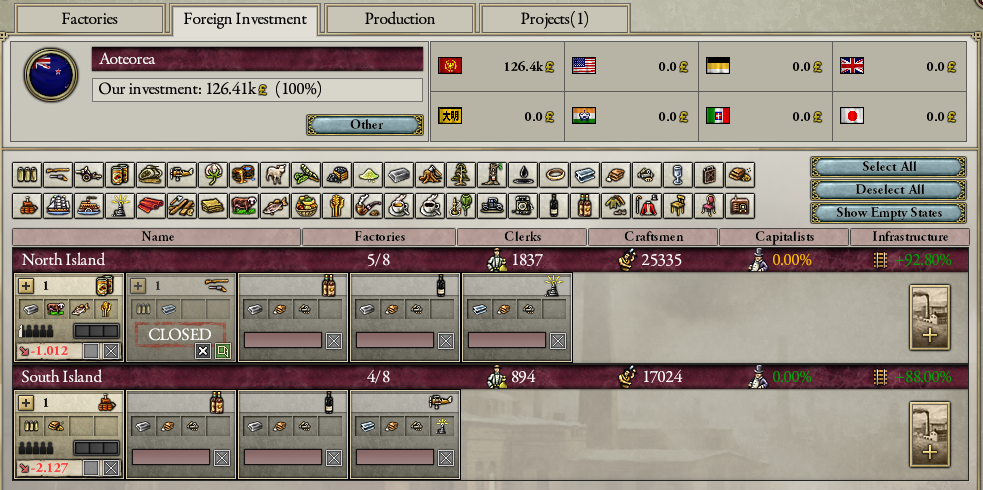 Factories Foreign Investment Production Projects(1)
Aoteorea
Our investment: 126.41k£ (100%)
Other
126.4k£ 0.0£ 0.0£ 0.0£
大明 0.0£ 0.0£ 0.0£ 0.0£
Select All
Deselect All
Show Empty States
Name Factories Clerks Craftsmen Capitalists Infrastructure
North Island 5/8 1837 25335 0.00% +92.80%
+ 1 + 1
CLOSED
-1.012
South Island 4/8 894 17024 0.00% +88.00%
+ 1
-2.127